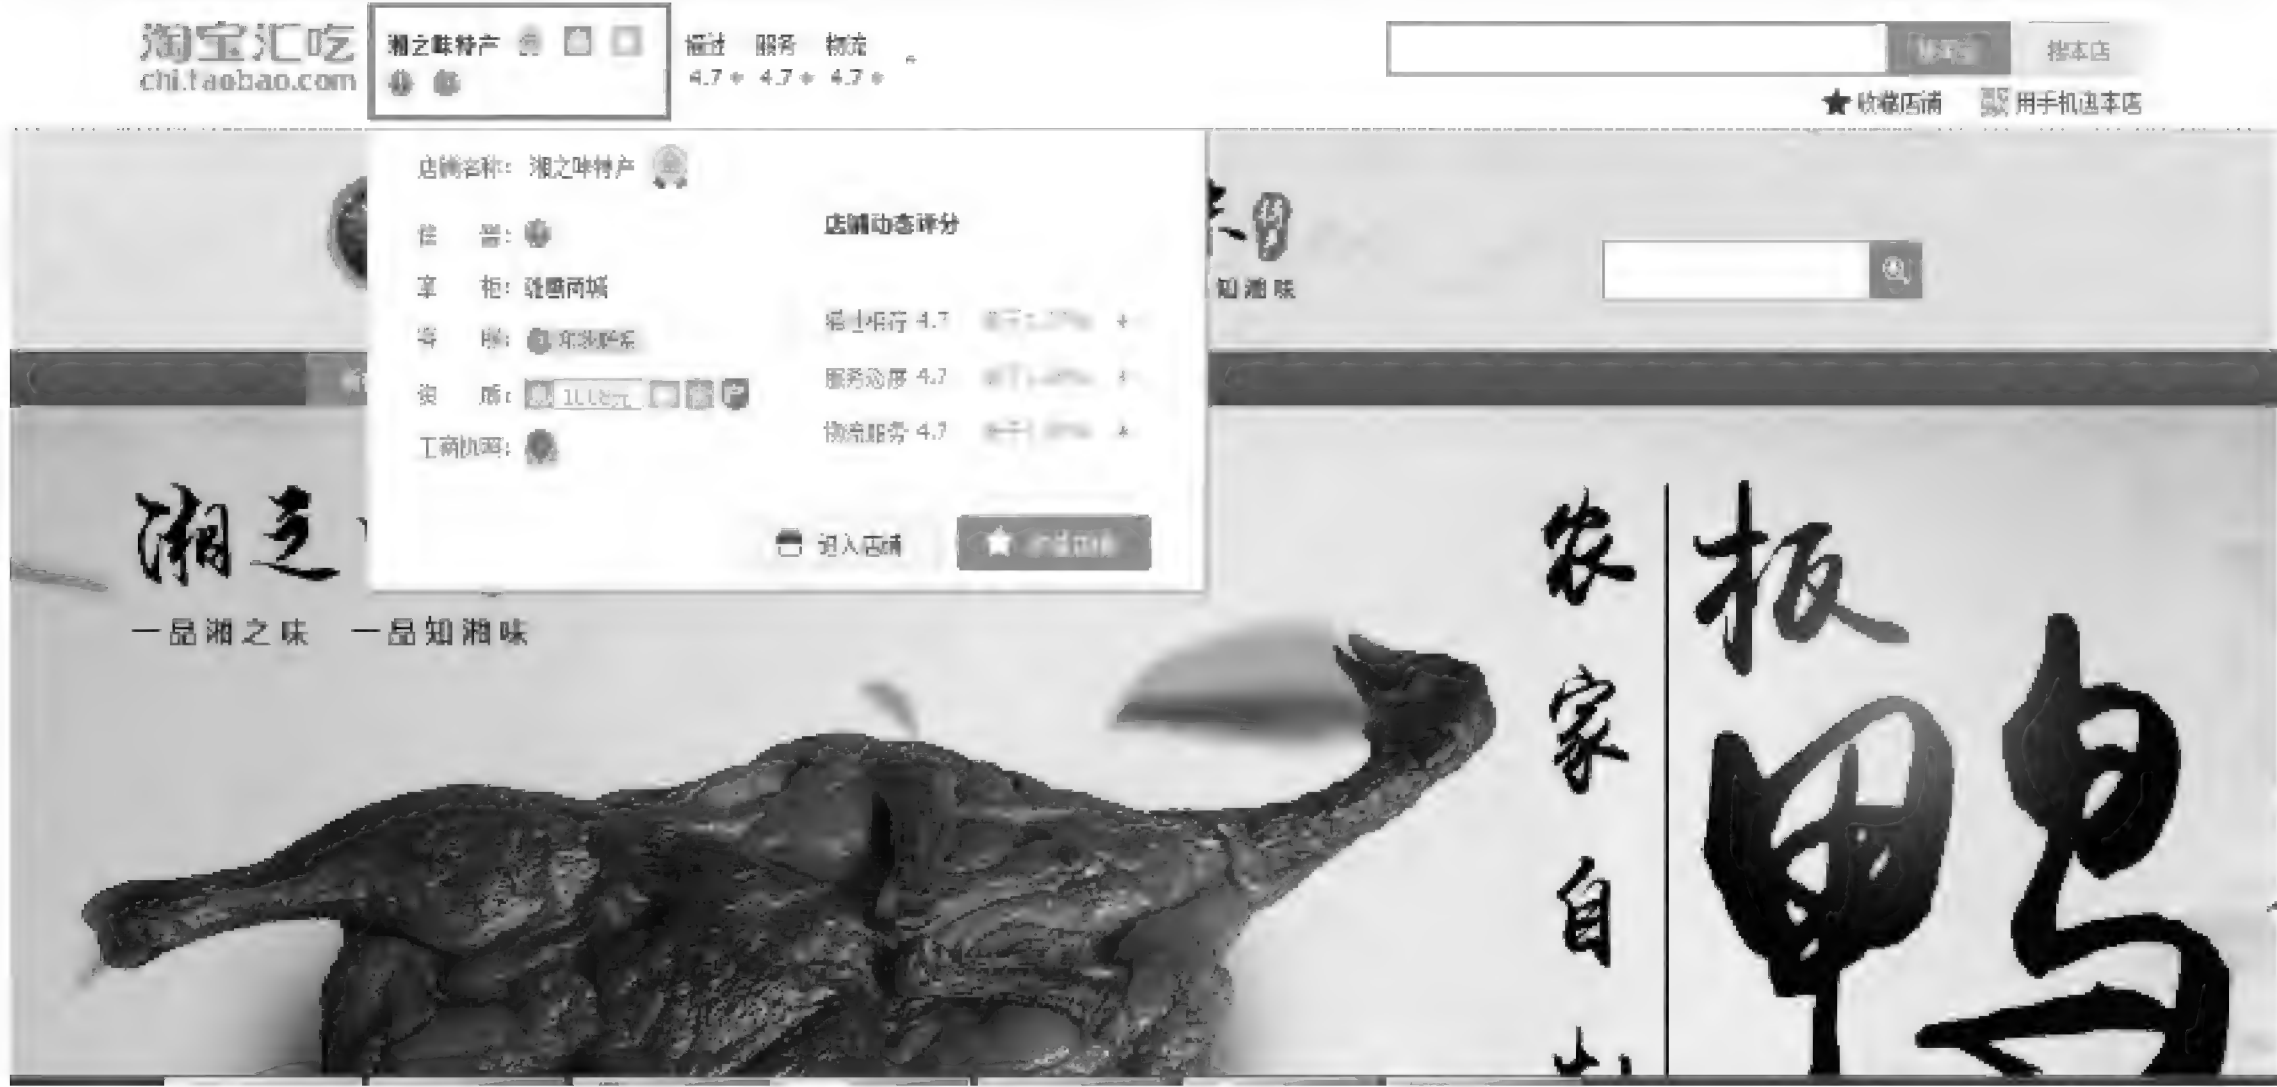 淘宝汇吃
chi.taobao.com
湘之味特产
描述 服务 物流
4.7 4.7 4.7
搜本店
收藏店铺 用手机逛本店
店铺名称：湘之味特产
信 誉：
掌 柜：
客 服：
资 质：
工商执照：
店铺动态评分
描述相符 4.7
服务态度 4.7
物流服务 4.7
进入店铺
知湘味
湘之
一品湘之味 一品知湘味
农家自制
板鸭